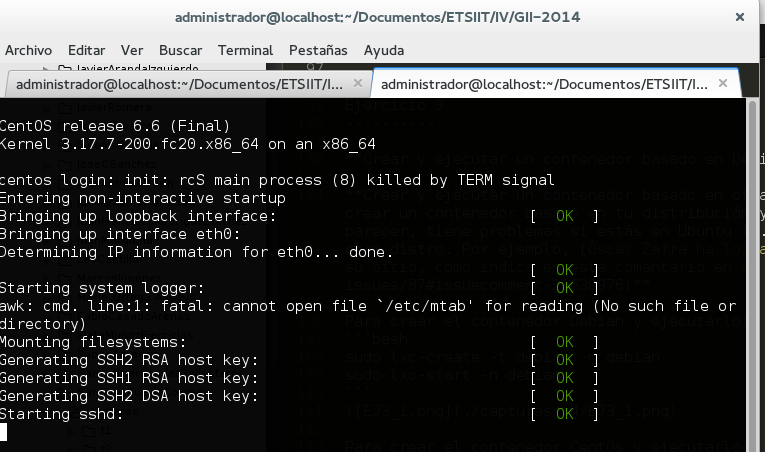 administrador@localhost:~/Documentos/ETSIIT/IV/GII-2014
Archivo Editar Ver Buscar Terminal Pestañas Ayuda
administrador@localhost:~/Documentos/ETSIIT/I... × administrador@localhost:~/Documentos/ETSIIT/I... ×
CentOS release 6.6 (Final)
Kernel 3.17.7-200.fc20.x86_64 on an x86_64
centos login: init: rcS main process (8) killed by TERM signal
Entering non-interactive startup
Bringing up loopback interface: [ OK ]
Bringing up interface eth0:
Determining IP information for eth0... done.
[ OK ]
Starting system logger: [ OK ]
awk: cmd. line:1: fatal: cannot open file `/etc/mtab' for reading (No such file or
directory)
Mounting filesystems: [ OK ]
Generating SSH2 RSA host key: [ OK ]
Generating SSH1 RSA host key: [ OK ]
Generating SSH2 DSA host key: [ OK ]
Starting sshd: [ OK ]